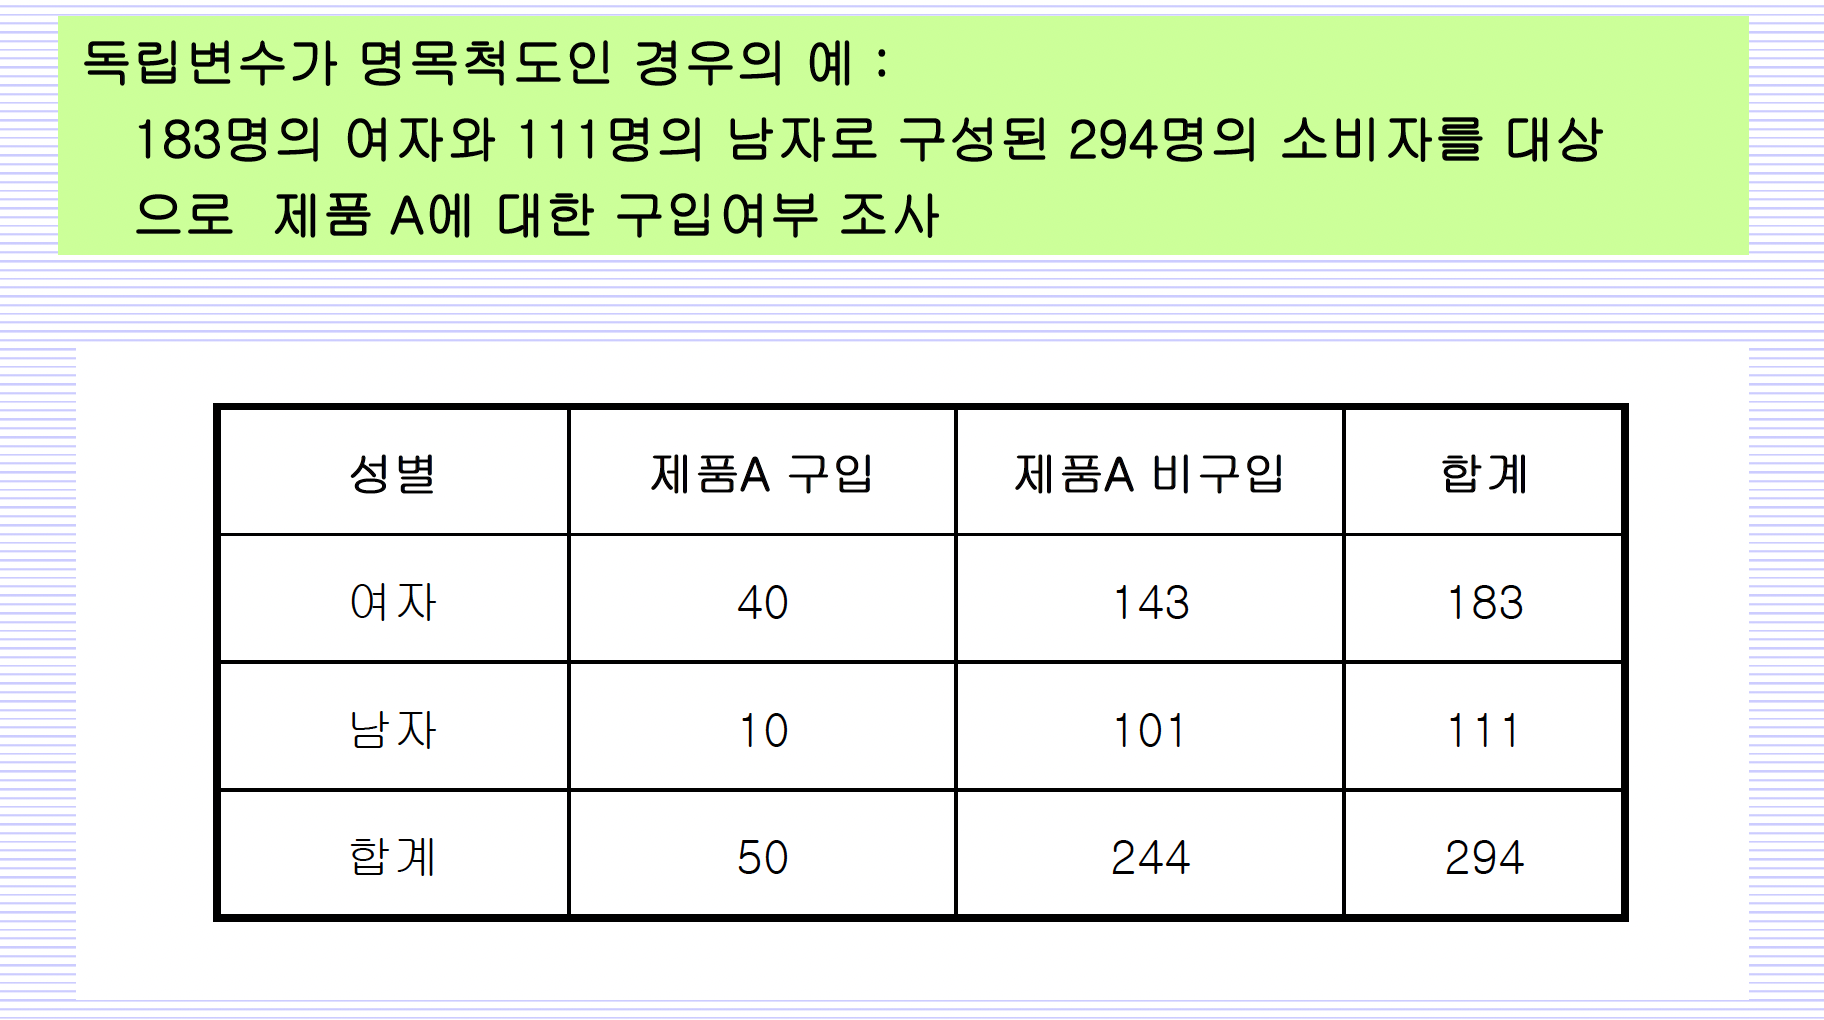 독립변수가 명목척도인 경우의 예 :
183명의 여자와 111명의 남자로 구성된 294명의 소비자를 대상
으로 제품 A에 대한 구입여부 조사
성별 제품A 구입 제품A 비구입 합계
여자 40 143 183
남자 10 101 111
합계 50 244 294